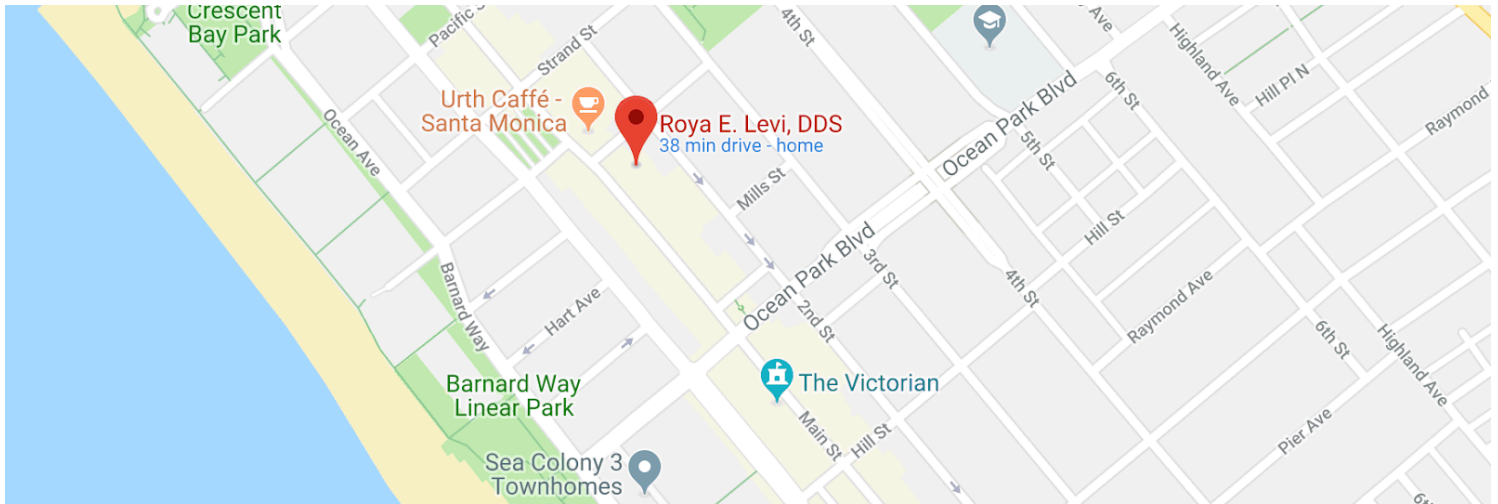 Crescent
Bay Park
Pacific S
Strand St
4th St
Ave
Highland Ave
Hill Pl N
Raymond
6th St
Ocean Park Blvd
5th St
Urth Caffé -
Santa Monica
Roya E. Levi, DDS
38 min drive - home
Ocean Ave
Mills St
Hill St
Ocean Park Blvd
3rd St
4th St
Barnard Way
Hart Ave
2nd St
Raymond Ave
6th St
Highland Ave
Barnard Way
Linear Park
The Victorian
Main St
Hill St
Pier Ave
Sea Colony 3
Townhomes